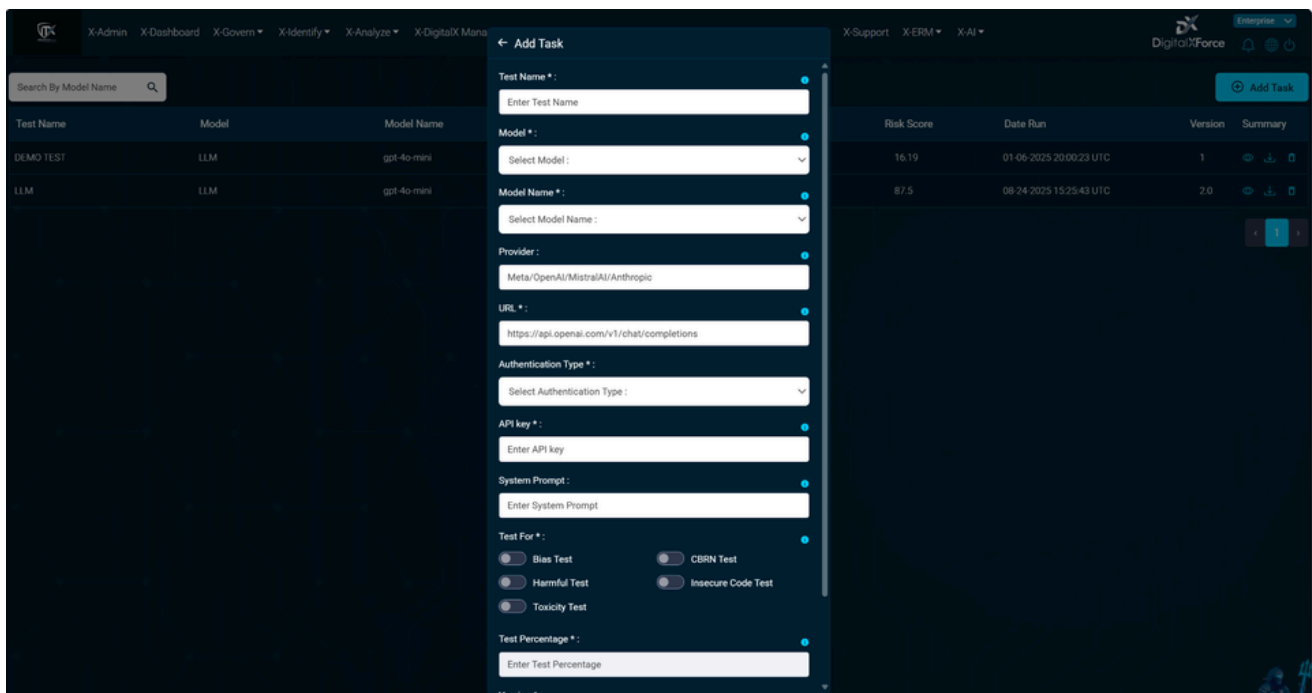 X-Admin X-Dashboard X-Govern X-Identify X-Analyze X-DigitalX Mana
X-Support X-ERM X-AI
DigitalXForce
Enterprise
Search By Model Name
Add Task
Test Name Model Model Name Risk Score Date Run Version Summary
DEMO TEST LLM gpt-4o-mini 16.19 01-06-2025 20:00:23 UTC 1
LLM LLM gpt-4o-mini 87.5 08-24-2025 15:25:43 UTC 2.0
1
← Add Task
Test Name * :
Enter Test Name
Model * :
Select Model :
Model Name * :
Select Model Name :
Provider :
Meta/OpenAI/MistralAI/Anthropic
URL * :
https://api.openai.com/v1/chat/completions
Authentication Type * :
Select Authentication Type :
API key * :
Enter API key
System Prompt :
Enter System Prompt
Test For * :
Bias Test CBRN Test
Harmful Test Insecure Code Test
Toxicity Test
Test Percentage * :
Enter Test Percentage